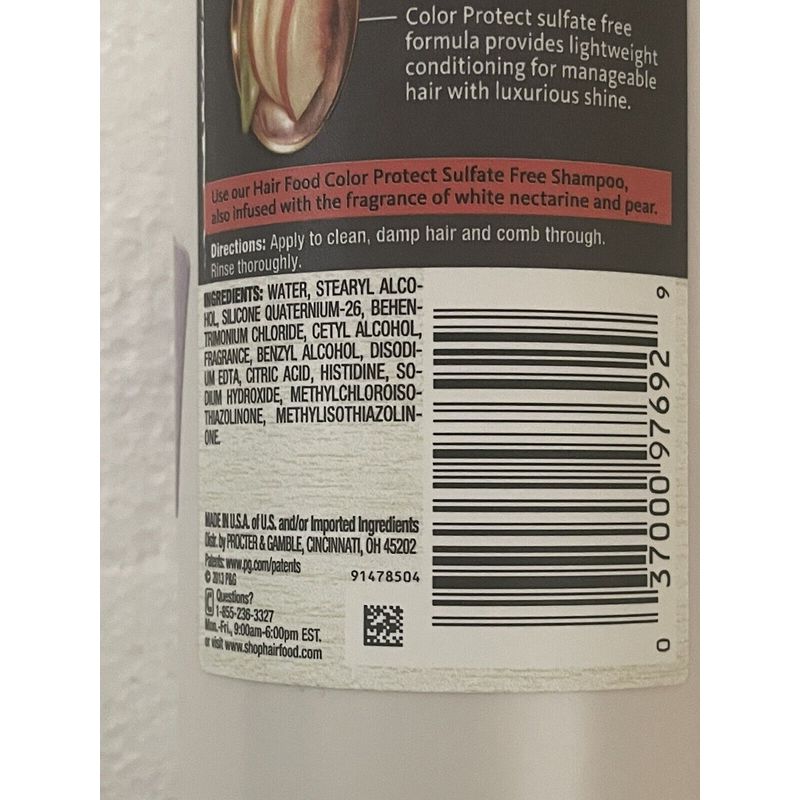 Color Protect sulfate free
formula provides lightweight
conditioning for manageable
hair with luxurious shine.
Use our Hair Food Color Protect Sulfate Free Shampoo,
also infused with the fragrance of white nectarine and pear.
Directions: Apply to clean, damp hair and comb through.
Rinse thoroughly.
INGREDIENTS: WATER, STEARYL ALCO-
HOL, SILICONE QUATERNIUM-26, BEHEN-
TRIMONIUM CHLORIDE, CETYL ALCOHOL,
FRAGRANCE, BENZYL ALCOHOL, DISODI-
UM EDTA, CITRIC ACID, HISTIDINE, SO-
DIUM HYDROXIDE, METHYLCHLOROISO-
THIAZOLINONE, METHYLISOTHIAZOLIN-
ONE.
MADE IN U.S.A. of U.S. and/or Imported Ingredients
Distr. by PROCTER & GAMBLE, CINCINNATI, OH 45202
Patents: www.pg.com/patents
© 2013 P&G
91478504
Questions?
1-855-236-3327
Mon.-Fri., 9:00am-6:00pm EST.
or visit www.shophairfood.com
0 37000 97692 9